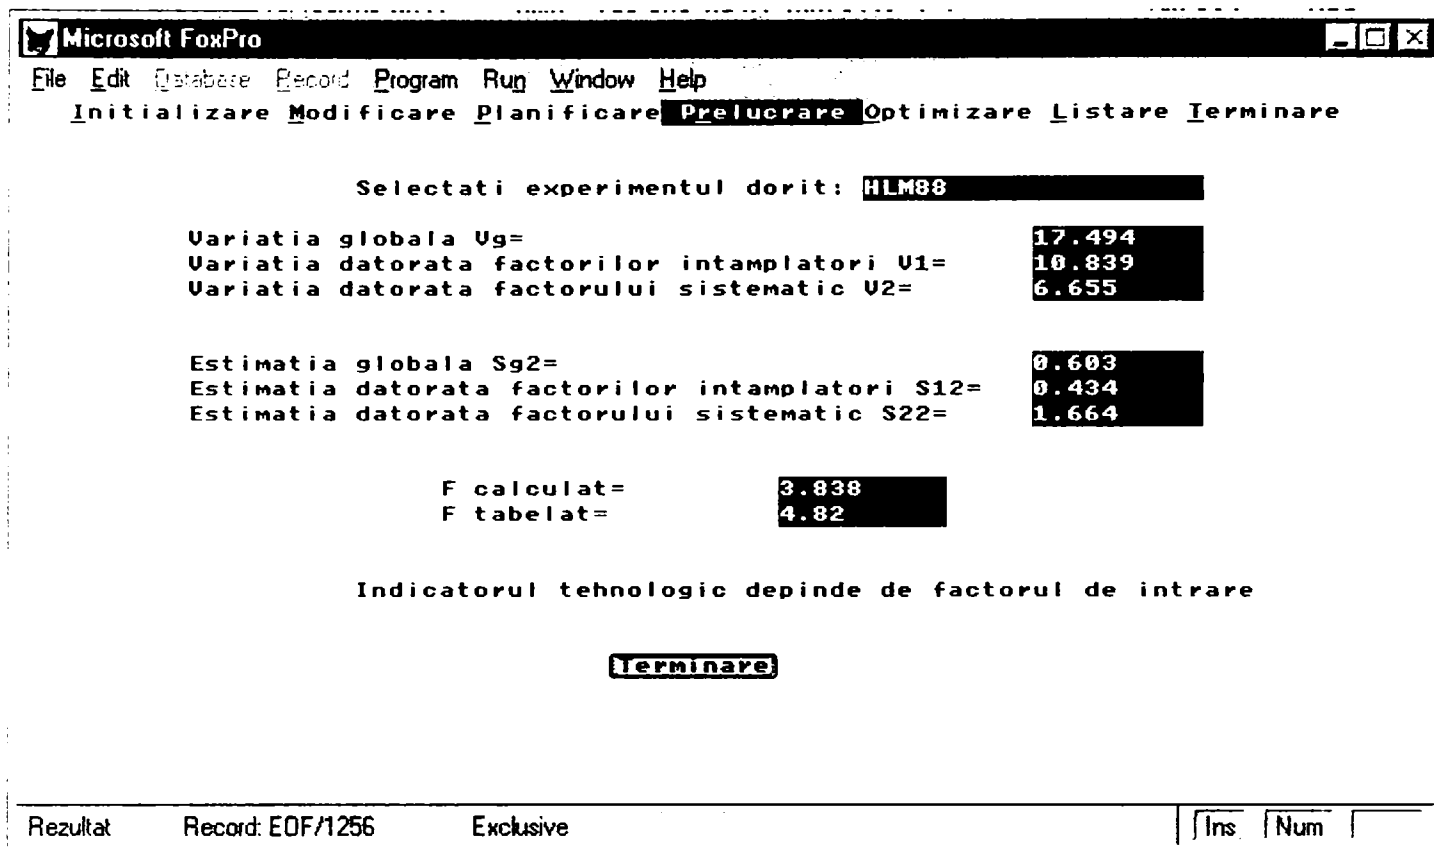 Microsoft FoxPro
File Edit Database Record Program Run Window Help
Initializare Modificare Planificare Prelucrare Optimizare Listare Terminare
Selectati experimentul dorit: HLM88
Variatia globala Vg= 17.494
Variatia datorata factorilor intamplatori V1= 10.839
Variatia datorata factorului sistematic V2= 6.655
Estimatia globala Sg2= 0.603
Estimatia datorata factorilor intamplatori S12= 0.434
Estimatia datorata factorului sistematic S22= 1.664
F calculat= 3.838
F tabelat= 4.82
Indicatorul tehnologic depinde de factorul de intrare
Terminare
Rezultat Record: EOF/1256 Exclusive Ins Num